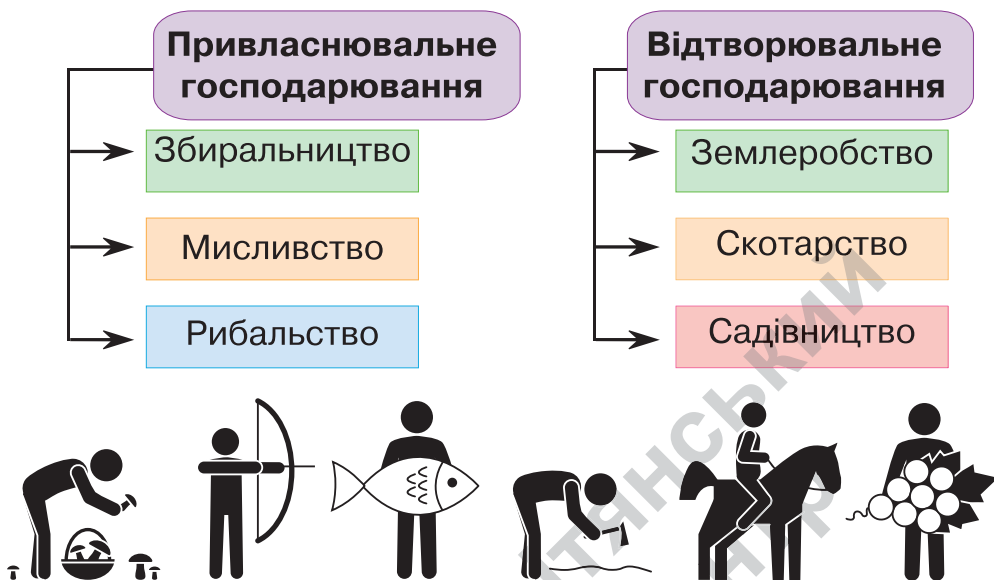 Привласнювальне
господарювання
Збиральництво
Мисливство
Рибальство
Відтворювальне
господарювання
Землеробство
Скотарство
Садівництво